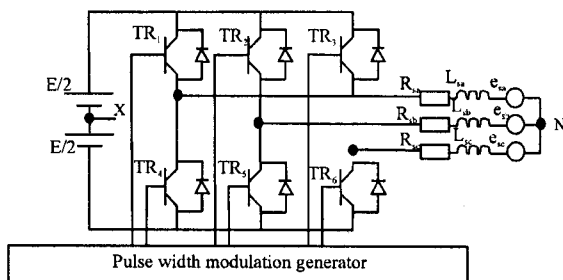 TR₁
TR₂
TR₃
E/2
X
E/2
Rsa
Lsa
esa
Rsb
Lsb
esb
N
Rsc
Lsc
esc
TR₄
TR₅
TR₆
Pulse width modulation generator